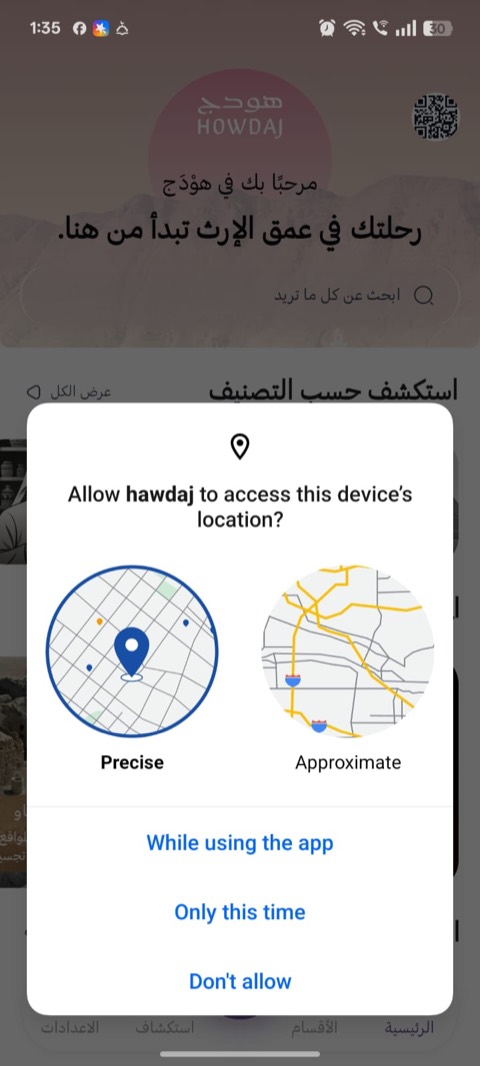 1:35
30
هودج
HOWDAJ
مرحبًا بك في هوْدَج
رحلتك في عمق الإرث تبدأ من هنا.
ابحث عن كل ما تريد
استكشف حسب التصنيف
عرض الكل
Allow hawdaj to access this device's
location?
Precise
Approximate
While using the app
Only this time
Don't allow
الرئيسية
الأقسام
استكشاف
الاعدادات